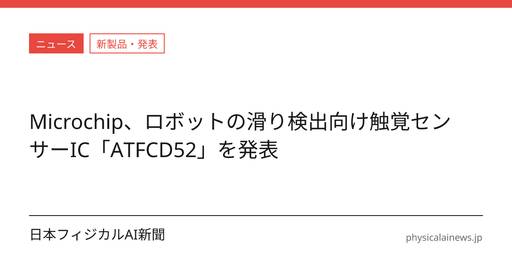 ニュース
新製品・発表
Microchip、ロボットの滑り検出向け触覚セン
サーIC「ATFCD52」を発表
日本フィジカルAI新聞
physicalainews.jp